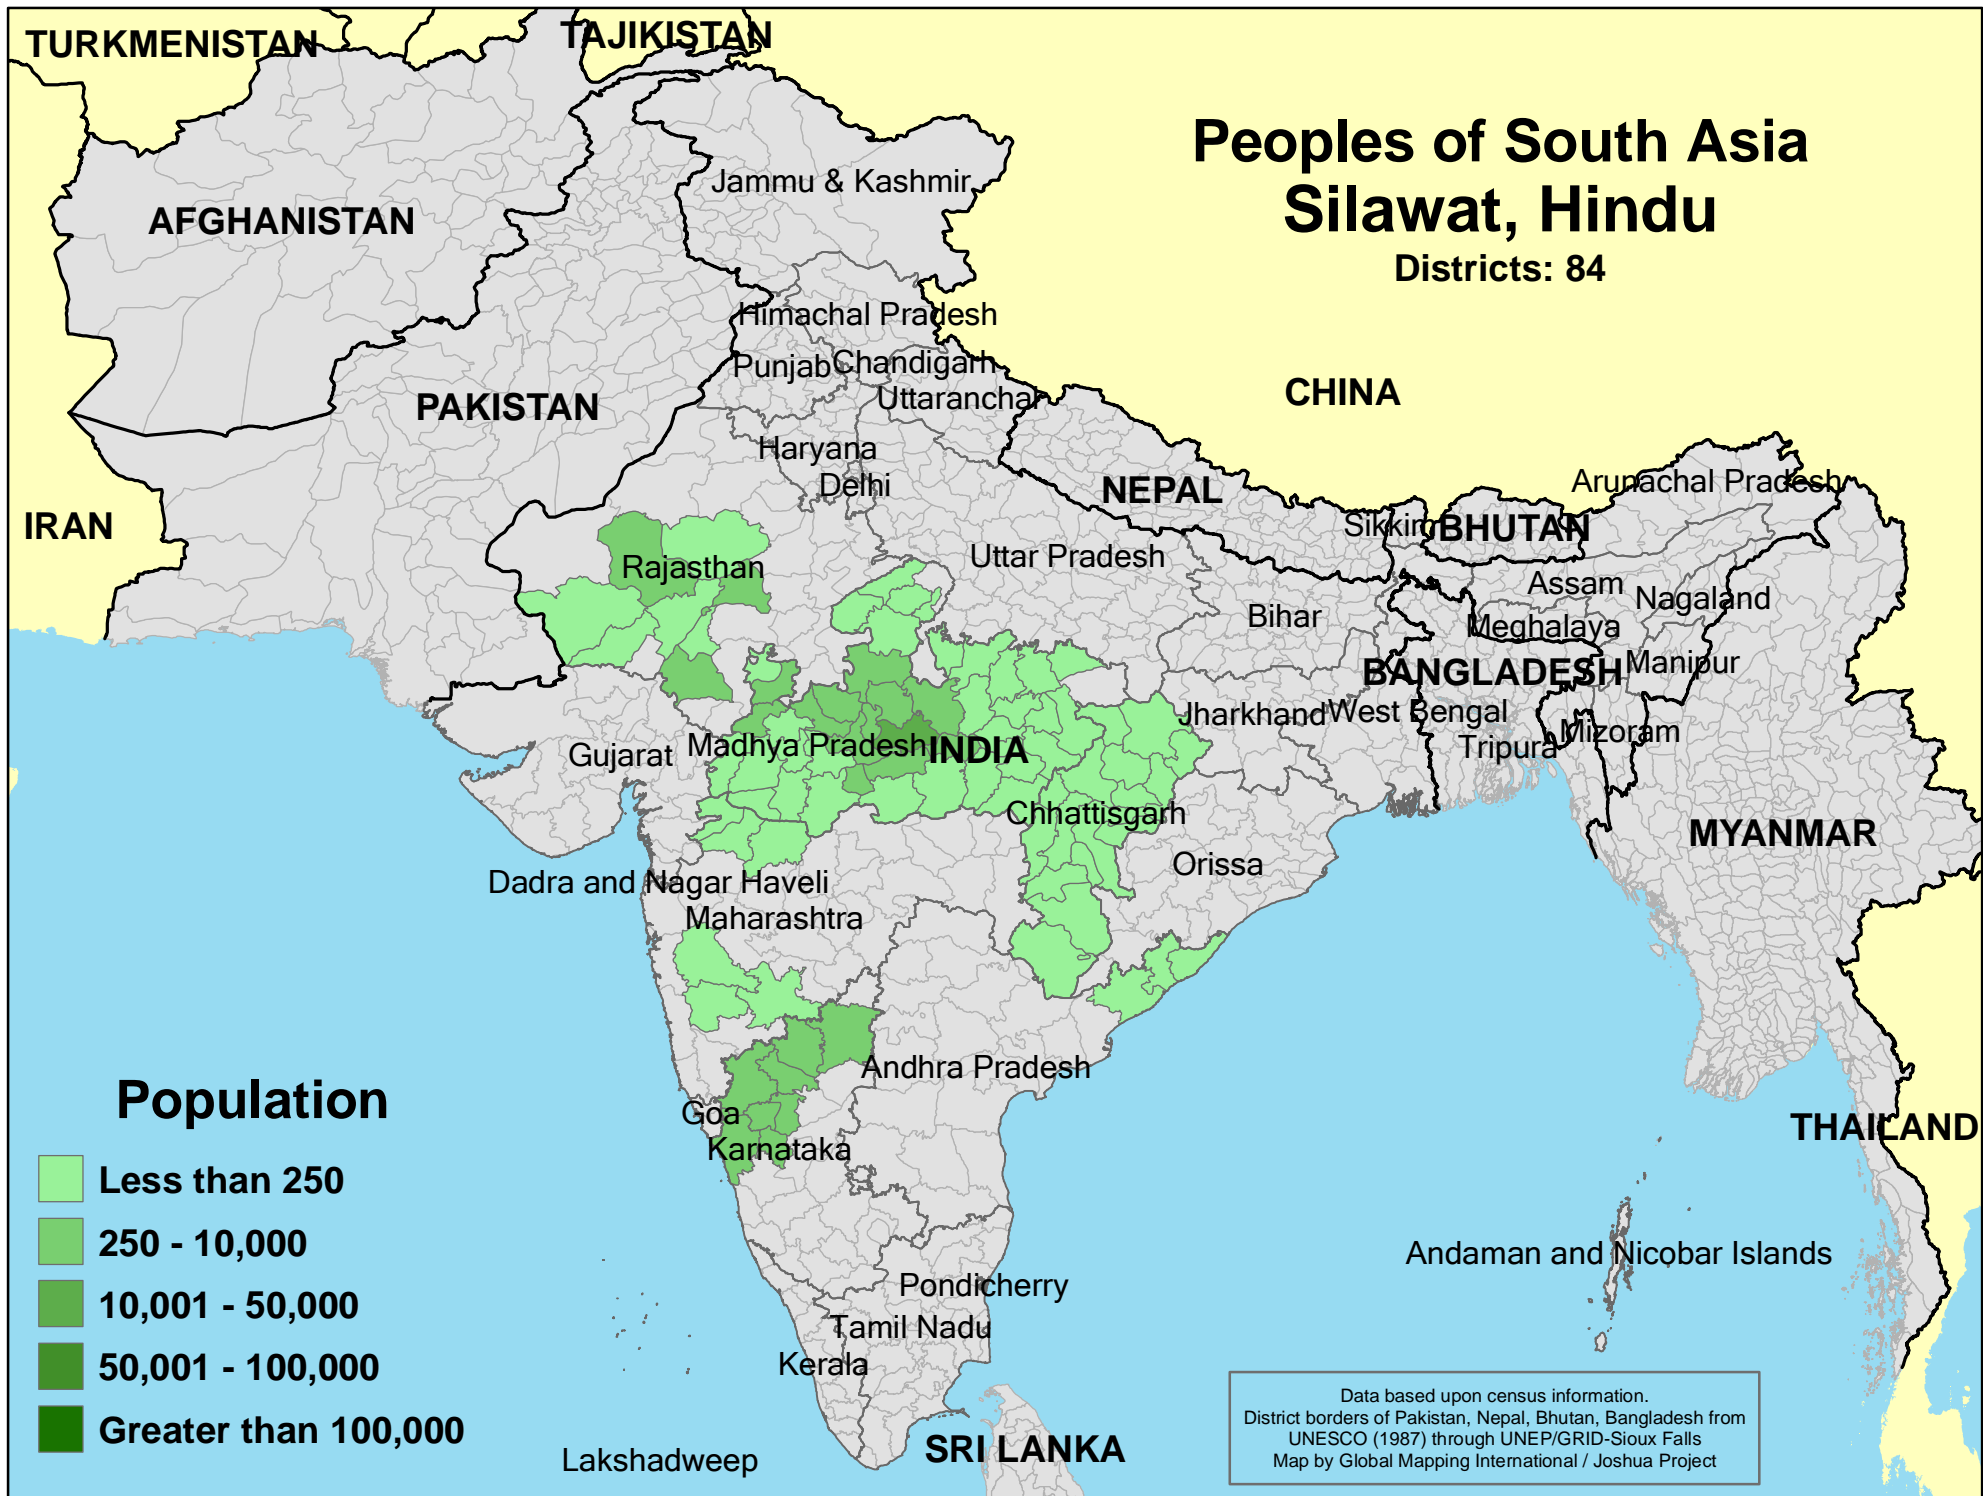 TURKMENISTAN
TAJIKISTAN
Peoples of South Asia
Silawat, Hindu
Districts: 84
Jammu & Kashmir
AFGHANISTAN
Himachal Pradesh
Punjab
Chandigarh
CHINA
Uttaranchal
PAKISTAN
Haryana
Delhi
NEPAL
Arunachal Pradesh
IRAN
Sikkim
BHUTAN
Uttar Pradesh
Rajasthan
Assam
Nagaland
Bihar
Meghalaya
BANGLADESH
Manipur
Jharkhand
West Bengal
Mizoram
Tripura
Gujarat
Madhya Pradesh
INDIA
Chhattisgarh
MYANMAR
Orissa
Dadra and Nagar Haveli
Maharashtra
Andhra Pradesh
Goa
Karnataka
THAILAND
Population
Less than 250
250 - 10,000
10,001 - 50,000
50,001 - 100,000
Greater than 100,000
Andaman and Nicobar Islands
Pondicherry
Tamil Nadu
Kerala
Lakshadweep
SRI LANKA
Data based upon census information.
District borders of Pakistan, Nepal, Bhutan, Bangladesh from
UNESCO (1987) through UNEP/GRID-Sioux Falls
Map by Global Mapping International / Joshua Project